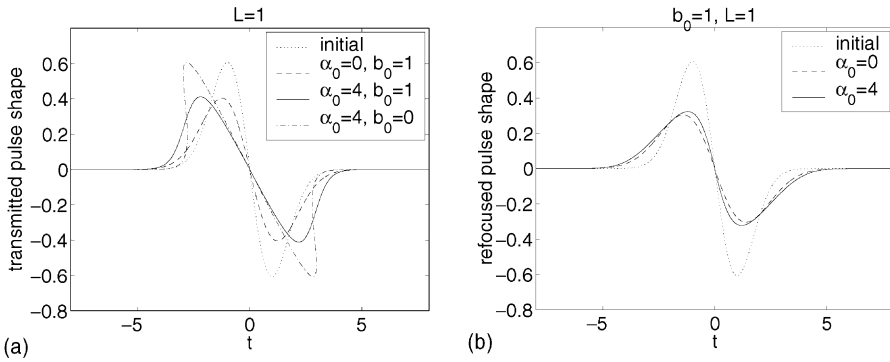 L=1
transmitted pulse shape
0.6
0.4
0.2
0
−0.2
−0.4
−0.6
−0.8
initial
α₀=0, b₀=1
α₀=4, b₀=1
α₀=4, b₀=0
−5
0
5
t
(a)
b₀=1, L=1
refocused pulse shape
0.6
0.4
0.2
0
−0.2
−0.4
−0.6
−0.8
initial
α₀=0
α₀=4
−5
0
5
t
(b)